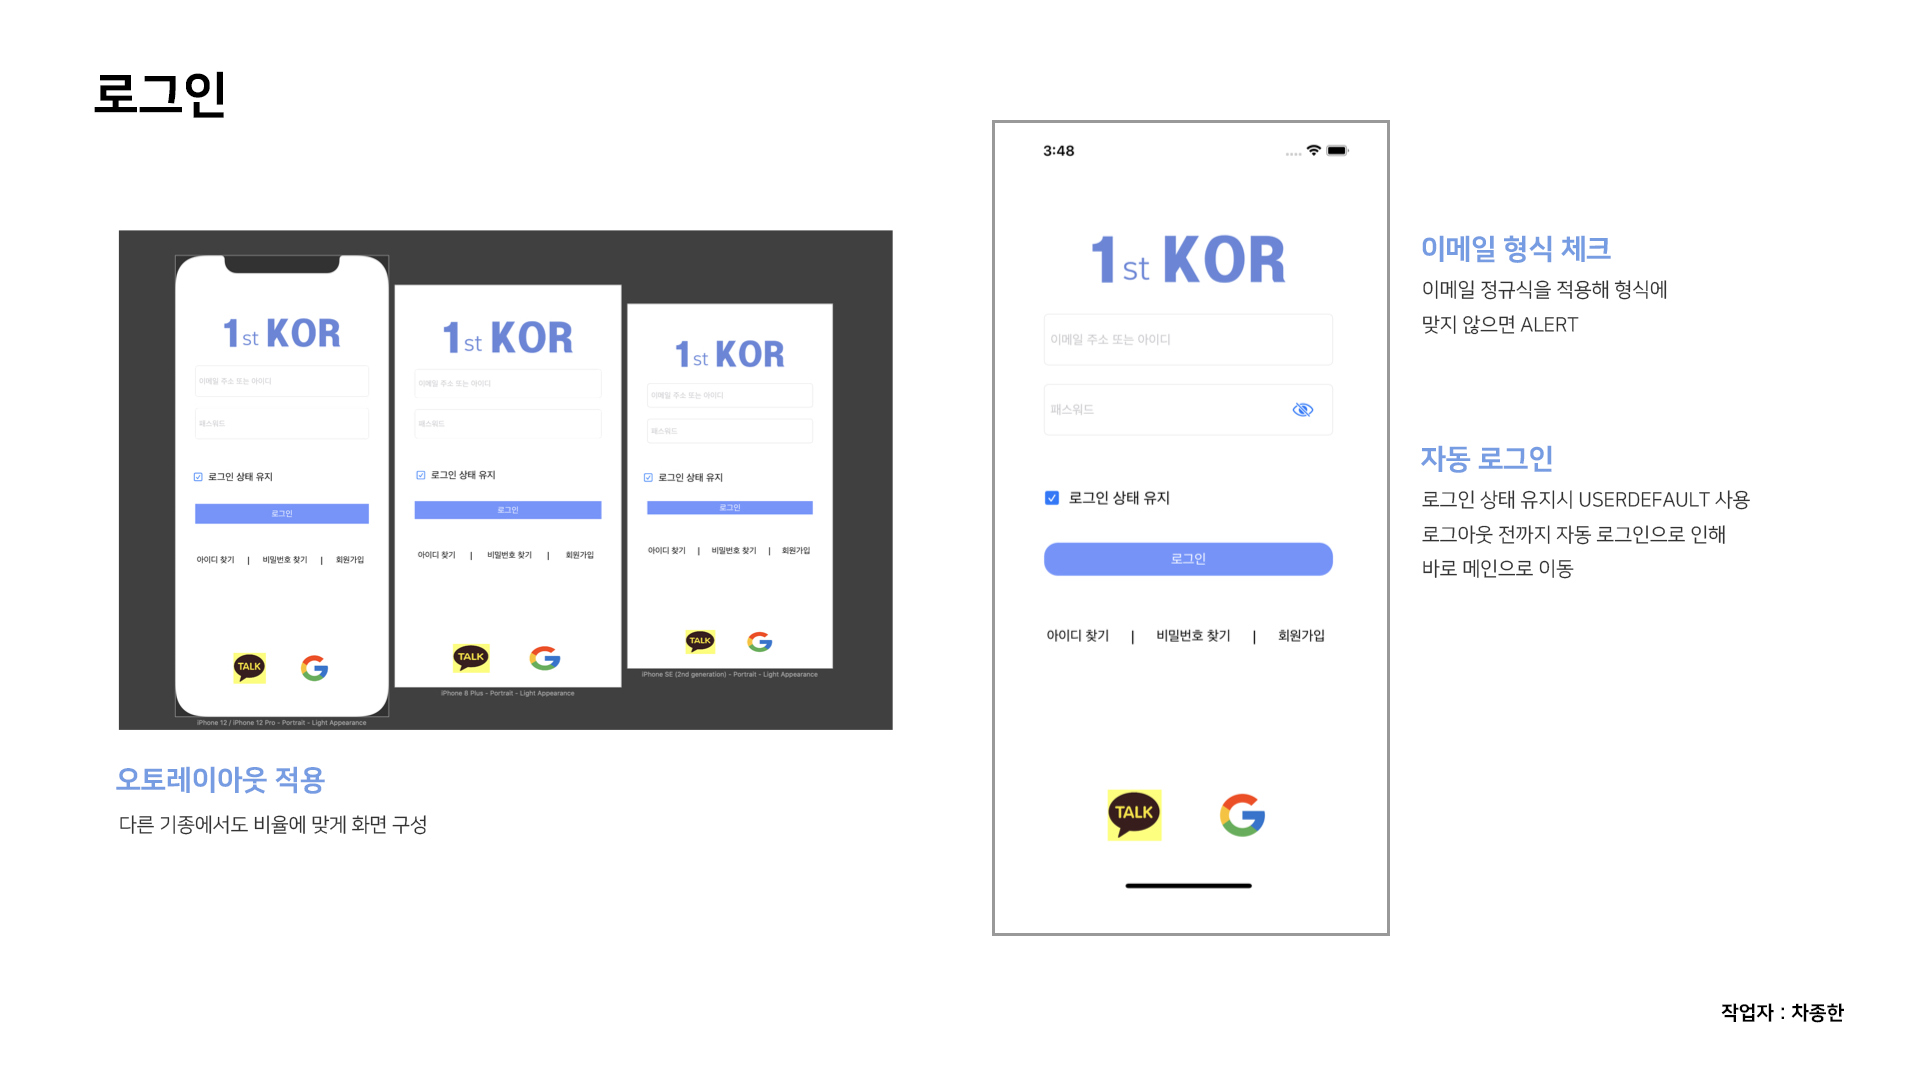 로그인
1st KOR
이메일 주소 또는 아이디
패스워드
로그인 상태 유지
로그인
아이디 찾기 | 비밀번호 찾기 | 회원가입
TALK
iPhone 12 / iPhone 12 Pro - Portrait - Light Appearance
1st KOR
이메일 주소 또는 아이디
패스워드
로그인 상태 유지
로그인
아이디 찾기 | 비밀번호 찾기 | 회원가입
TALK
iPhone 8 Plus - Portrait - Light Appearance
1st KOR
이메일 주소 또는 아이디
패스워드
로그인 상태 유지
로그인
아이디 찾기 | 비밀번호 찾기 | 회원가입
TALK
iPhone SE (2nd generation) - Portrait - Light Appearance
오토레이아웃 적용
다른 기종에서도 비율에 맞게 화면 구성
3:48
1st KOR
이메일 주소 또는 아이디
패스워드
로그인 상태 유지
로그인
아이디 찾기 | 비밀번호 찾기 | 회원가입
TALK
이메일 형식 체크
이메일 정규식을 적용해 형식에
맞지 않으면 ALERT
자동 로그인
로그인 상태 유지시 USERDEFAULT 사용
로그아웃 전까지 자동 로그인으로 인해
바로 메인으로 이동
작업자 : 차종한